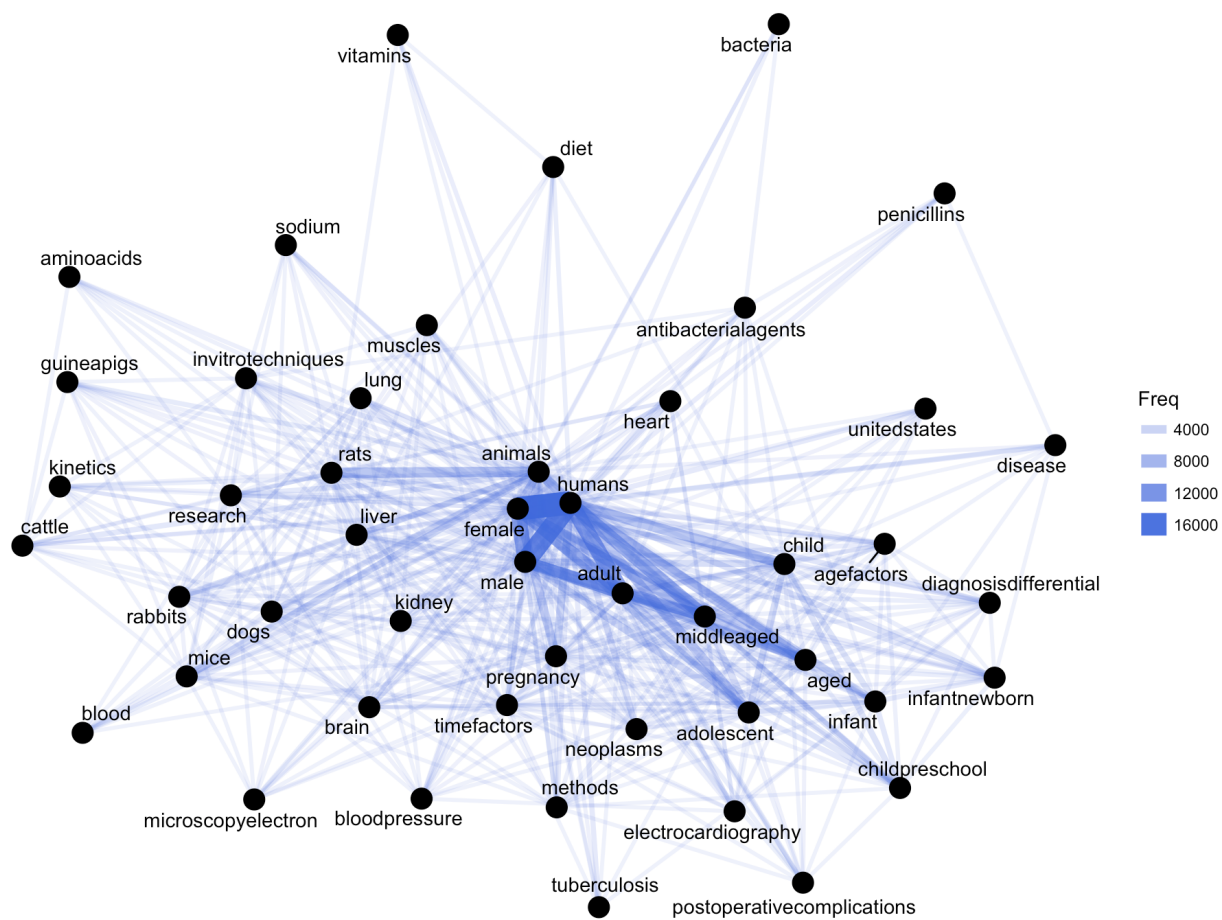 bacteria
vitamins
diet
penicillins
sodium
aminoacids
antibacterialagents
muscles
invitrotechniques
guineapigs
lung
Freq
4000
8000
12000
16000
heart
unitedstates
rats
animals
disease
kinetics
humans
research
liver
female
cattle
child
agefactors
male
adult
diagnosisdifferential
rabbits
kidney
dogs
middleaged
mice
pregnancy
aged
infantnewborn
blood
brain
timefactors
infant
adolescent
neoplasms
childpreschool
methods
microscopyelectron
bloodpressure
electrocardiography
tuberculosis
postoperativecomplications